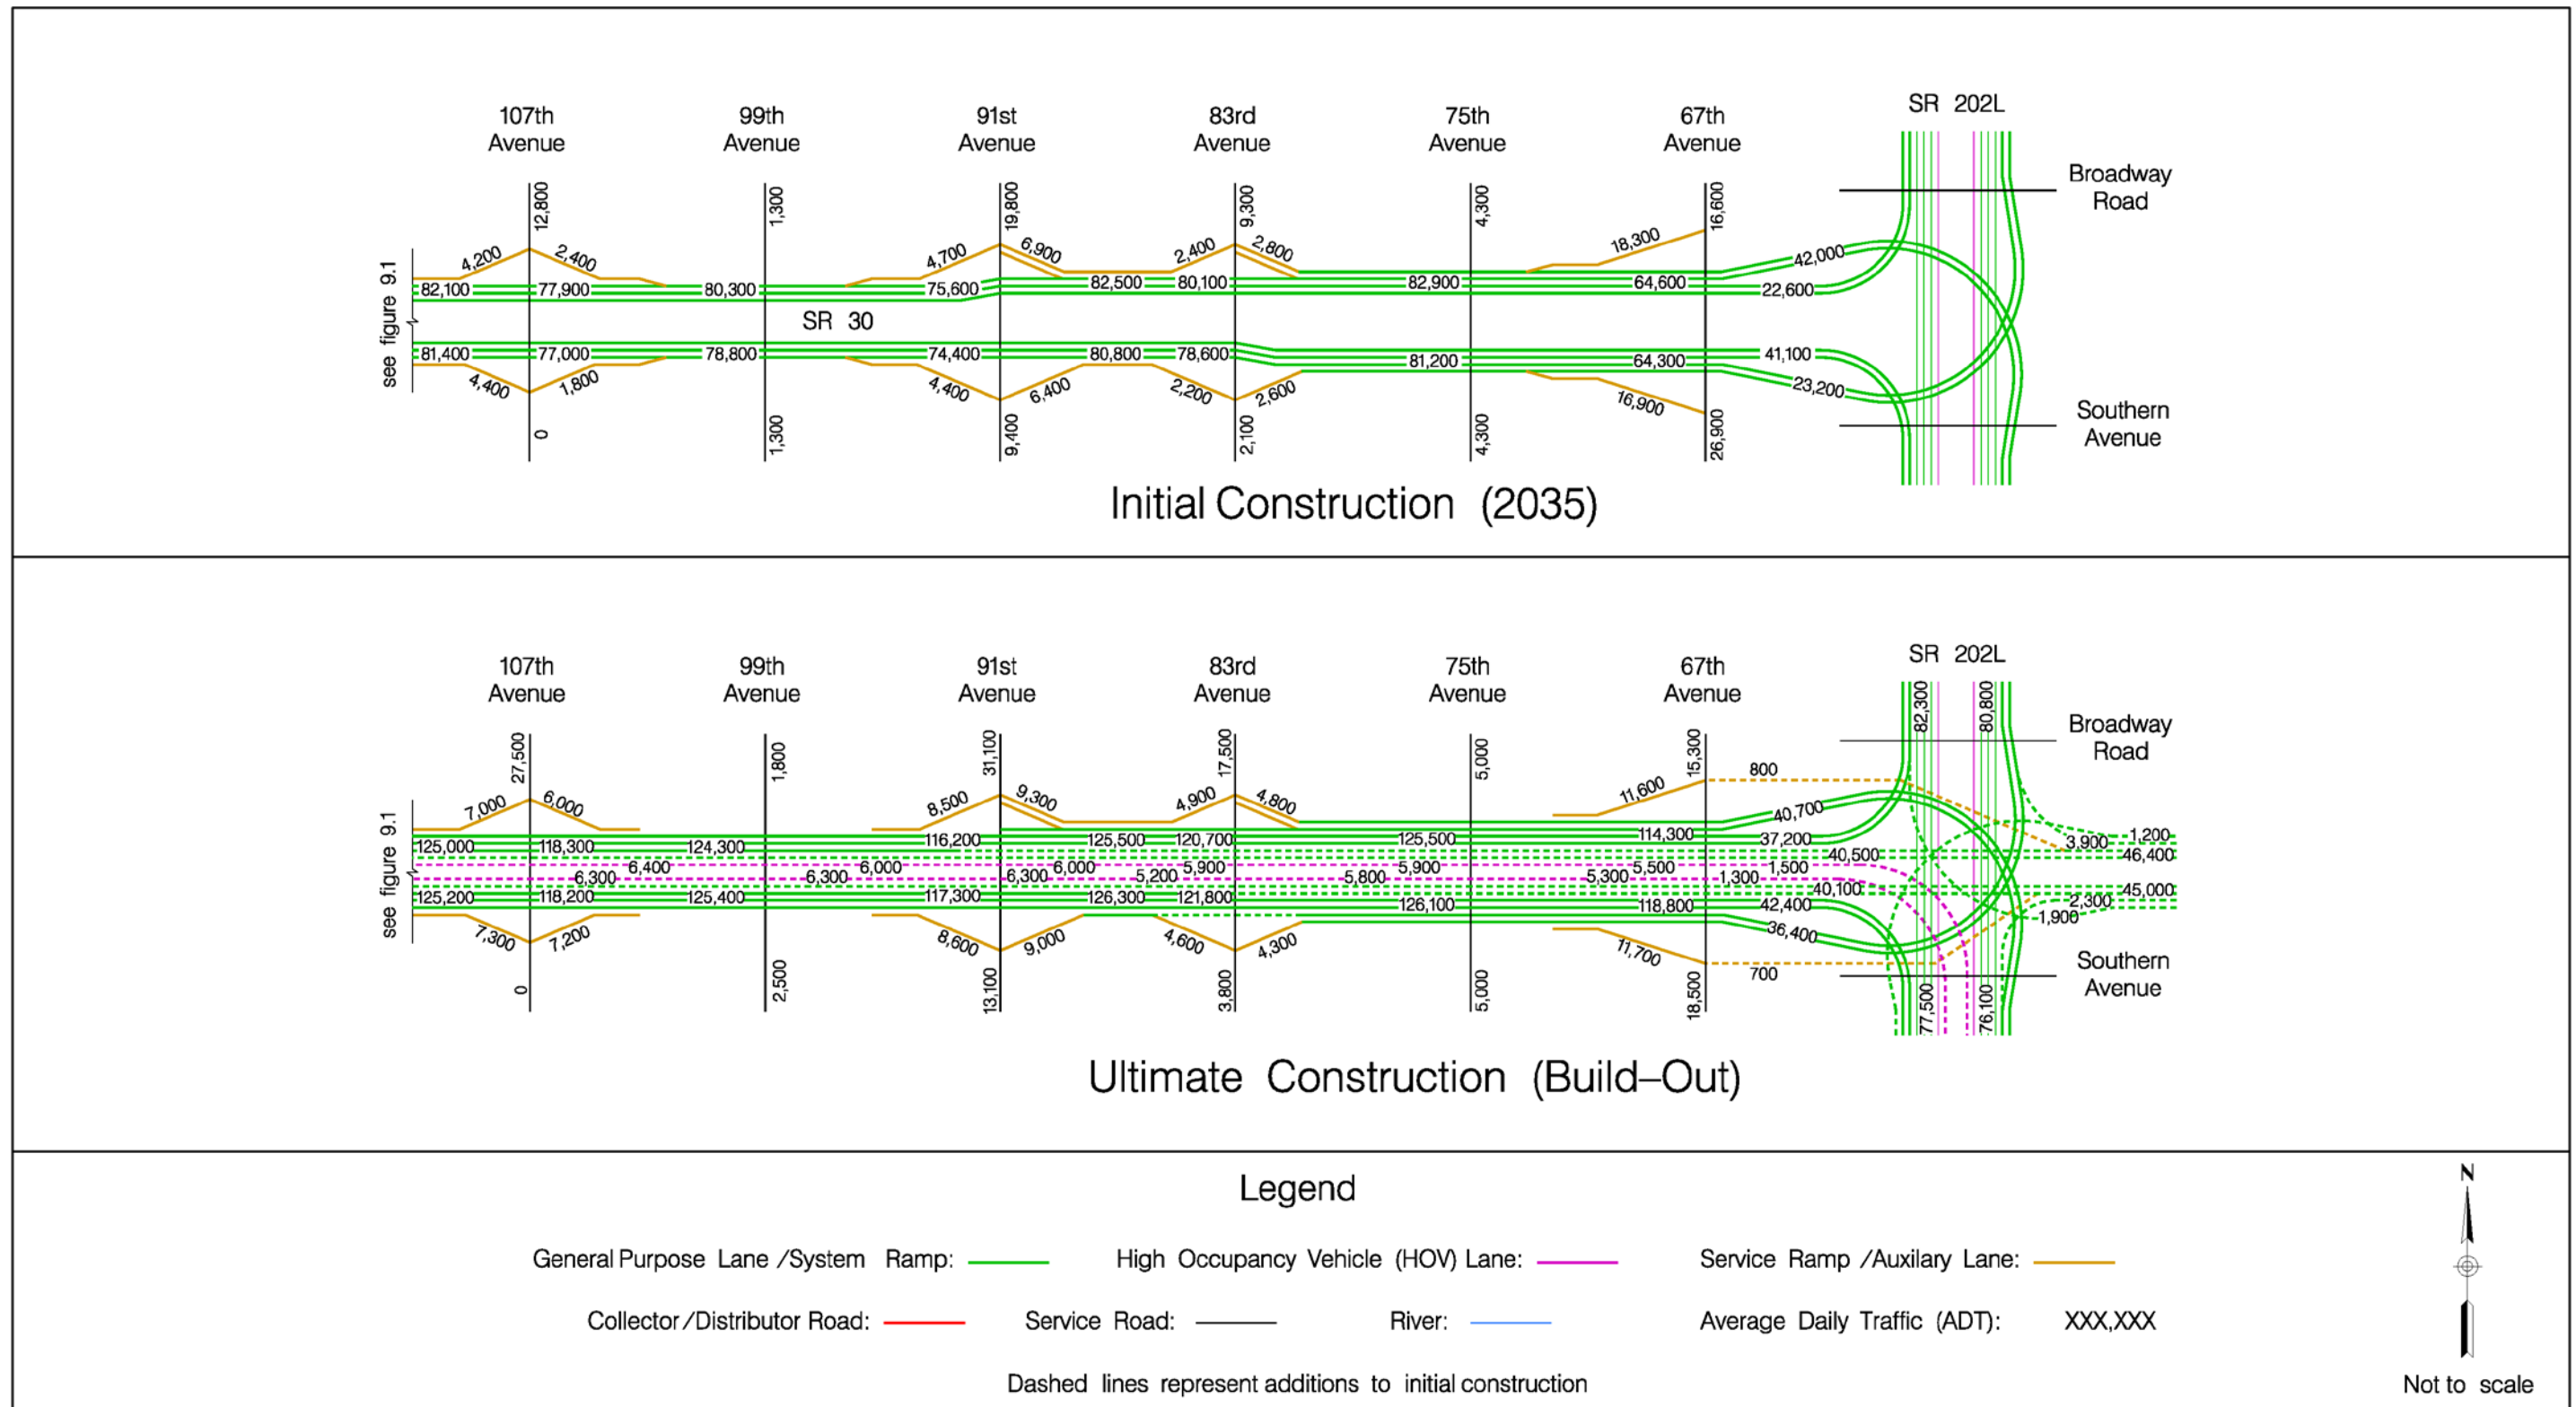 107th
Avenue
99th
Avenue
91st
Avenue
83rd
Avenue
75th
Avenue
67th
Avenue
SR 202L
Broadway
Road
Southern
Avenue
see figure 9.1
12,800
1,300
19,800
9,300
4,300
16,600
4,200
2,400
4,700
6,900
2,400
2,800
18,300
42,000
82,100
77,900
80,300
75,600
82,500
80,100
82,900
64,600
22,600
SR 30
81,400
77,000
78,800
74,400
80,800
78,600
81,200
64,300
41,100
23,200
4,400
1,800
4,400
6,400
2,200
2,600
16,900
0
1,300
9,400
2,100
4,300
26,900
Initial Construction (2035)
107th
Avenue
99th
Avenue
91st
Avenue
83rd
Avenue
75th
Avenue
67th
Avenue
SR 202L
Broadway
Road
Southern
Avenue
see figure 9.1
27,500
1,800
31,100
17,500
5,000
15,300
82,300
80,800
7,000
6,000
8,500
9,300
4,900
4,800
11,600
800
40,700
125,000
118,300
124,300
116,200
125,500
120,700
125,500
114,300
37,200
40,500
3,900
1,200
46,400
6,400
6,000
6,000
5,900
5,900
5,500
1,500
6,300
6,300
6,300
5,200
5,800
5,300
1,300
40,100
45,000
125,200
118,200
125,400
117,300
126,300
121,800
126,100
118,800
42,400
36,400
2,300
1,900
7,300
7,200
8,600
9,000
4,600
4,300
11,700
700
0
2,500
13,100
3,800
5,000
18,500
77,500
76,100
Ultimate Construction (Build–Out)
Legend
General Purpose Lane /System Ramp:
High Occupancy Vehicle (HOV) Lane:
Service Ramp /Auxilary Lane:
Collector/Distributor Road:
Service Road:
River:
Average Daily Traffic (ADT): XXX,XXX
Dashed lines represent additions to initial construction
N
Not to scale